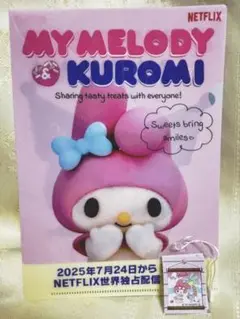 NETFLIX
MY MELODY
& KUROMI
Sharing tasty treats with everyone!
Sweets bring
smiles
2025年7月24日から
NETFLIX世界独占配信